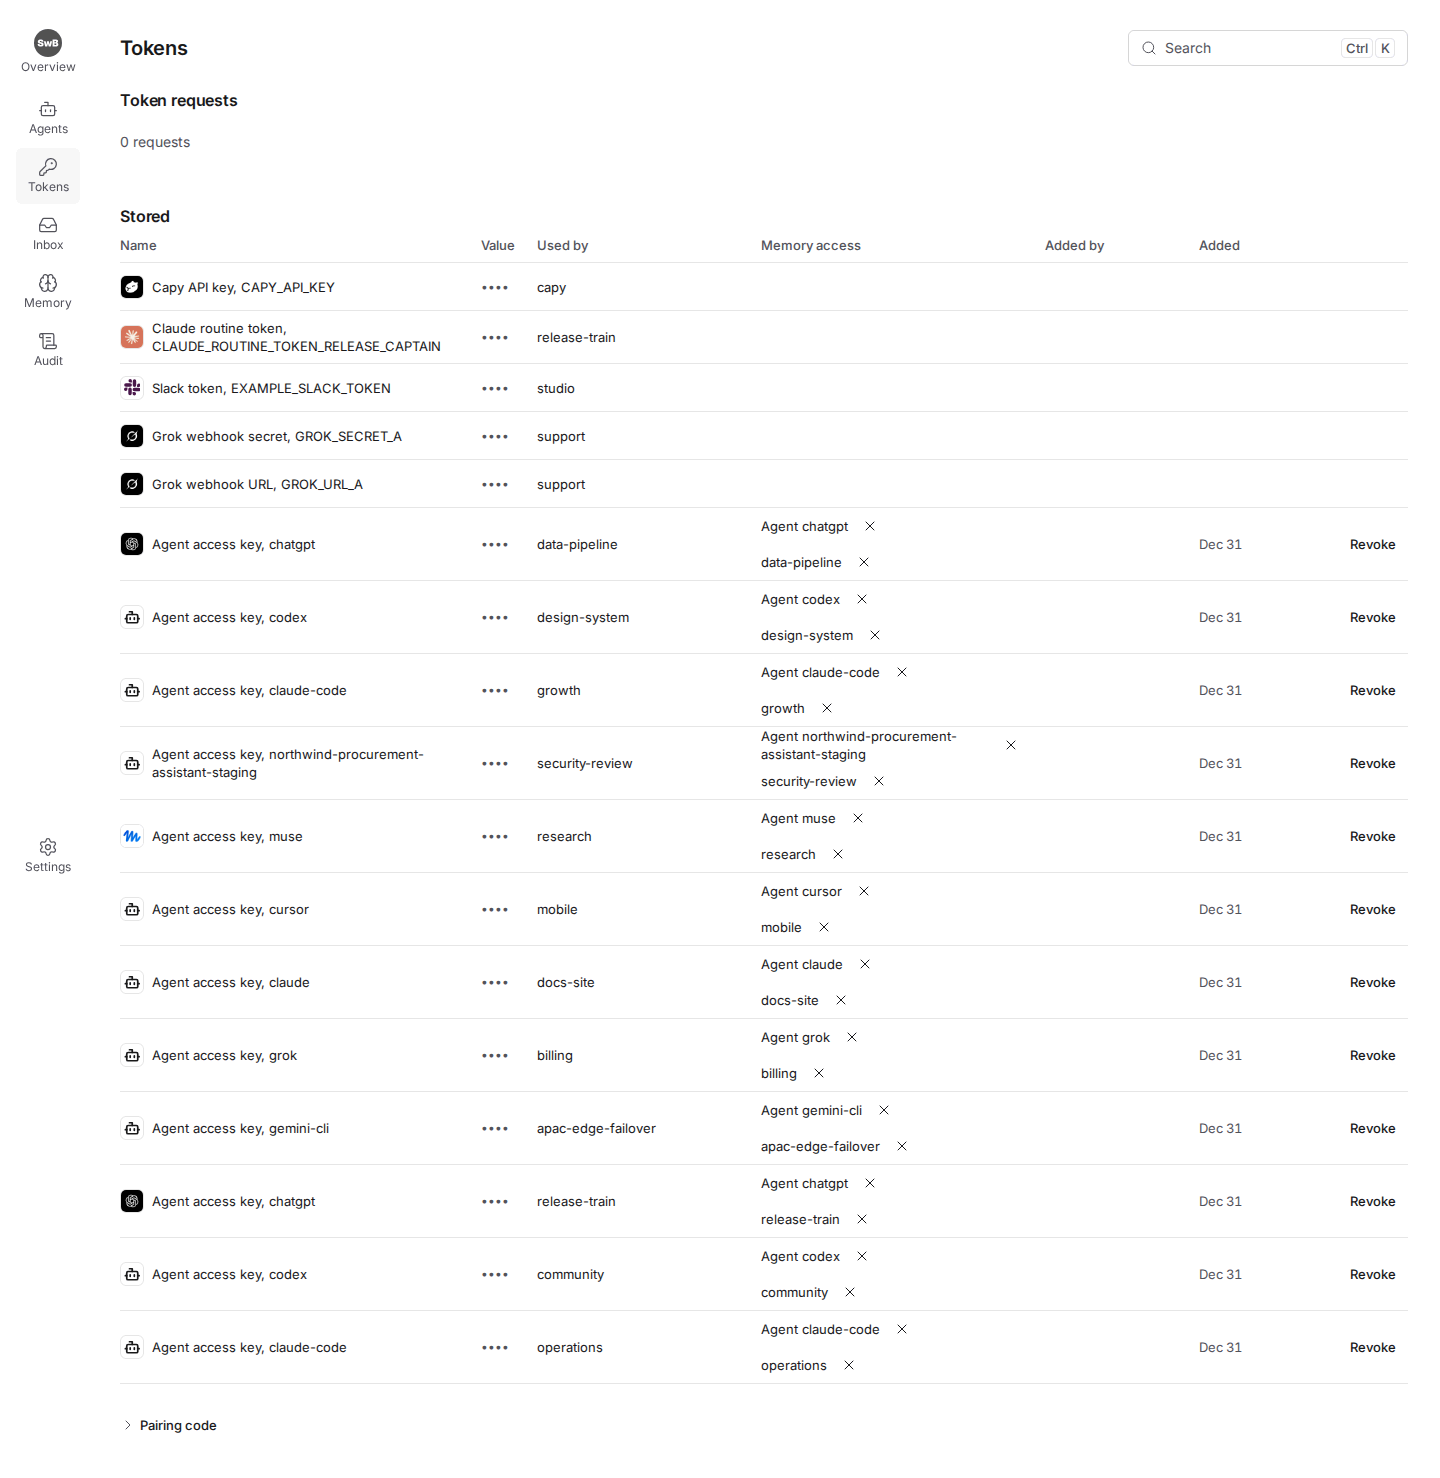 SwB
Overview
Agents
Tokens
Inbox
Memory
Audit
Settings
Tokens
Search
Ctrl K
Token requests
0 requests
Stored
Name Value Used by Memory access Added by Added
Capy API key, CAPY_API_KEY •••• capy
Claude routine token,
CLAUDE_ROUTINE_TOKEN_RELEASE_CAPTAIN •••• release-train
Slack token, EXAMPLE_SLACK_TOKEN •••• studio
Grok webhook secret, GROK_SECRET_A •••• support
Grok webhook URL, GROK_URL_A •••• support
Agent access key, chatgpt •••• data-pipeline
Agent chatgpt
data-pipeline
Dec 31 Revoke
Agent access key, codex •••• design-system
Agent codex
design-system
Dec 31 Revoke
Agent access key, claude-code •••• growth
Agent claude-code
growth
Dec 31 Revoke
Agent access key, northwind-procurement-
assistant-staging •••• security-review
Agent northwind-procurement-
assistant-staging
security-review
Dec 31 Revoke
Agent access key, muse •••• research
Agent muse
research
Dec 31 Revoke
Agent access key, cursor •••• mobile
Agent cursor
mobile
Dec 31 Revoke
Agent access key, claude •••• docs-site
Agent claude
docs-site
Dec 31 Revoke
Agent access key, grok •••• billing
Agent grok
billing
Dec 31 Revoke
Agent access key, gemini-cli •••• apac-edge-failover
Agent gemini-cli
apac-edge-failover
Dec 31 Revoke
Agent access key, chatgpt •••• release-train
Agent chatgpt
release-train
Dec 31 Revoke
Agent access key, codex •••• community
Agent codex
community
Dec 31 Revoke
Agent access key, claude-code •••• operations
Agent claude-code
operations
Dec 31 Revoke
Pairing code